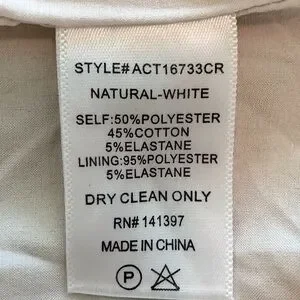 STYLE# ACT16733CR
NATURAL-WHITE
SELF:50%POLYESTER
45%COTTON
5%ELASTANE
LINING:95%POLYESTER
5%ELASTANE
DRY CLEAN ONLY
RN# 141397
MADE IN CHINA
P